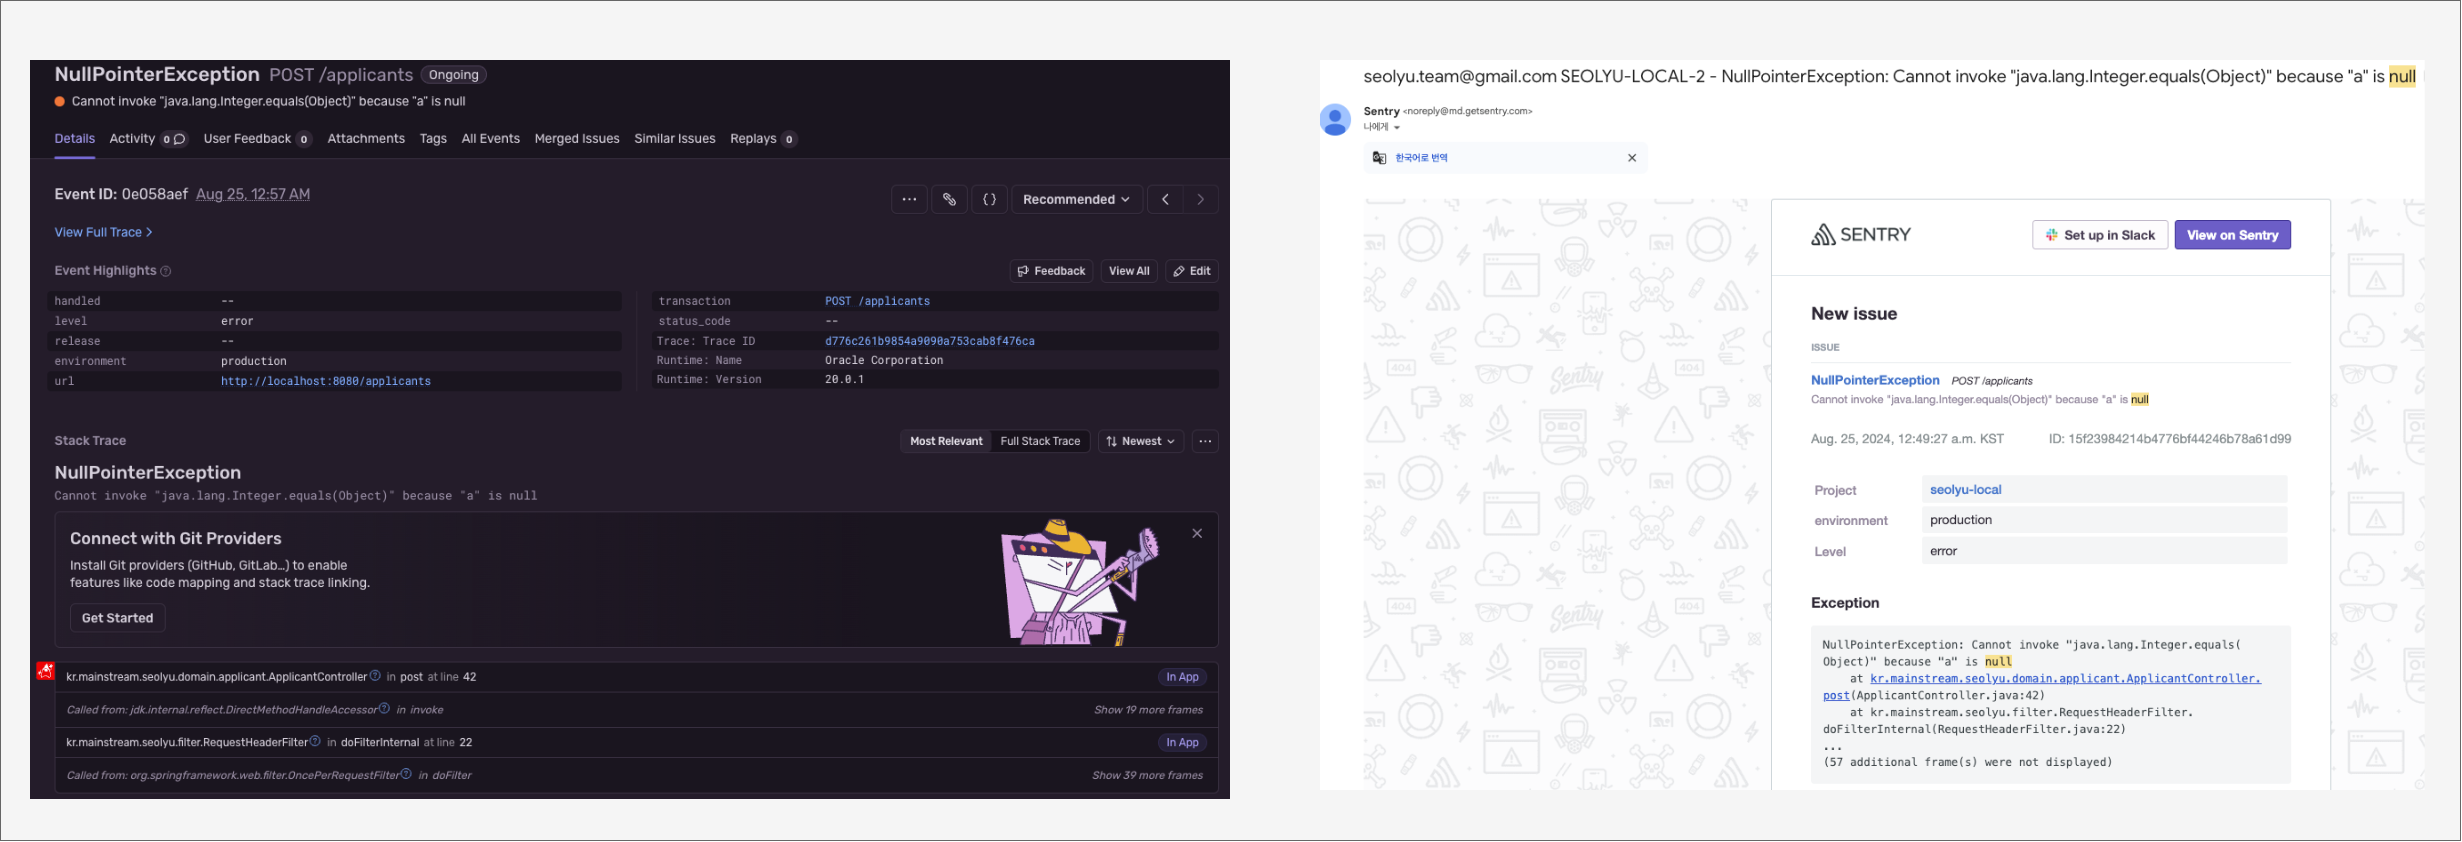 NullPointerException POST /applicants Ongoing
Cannot invoke "java.lang.Integer.equals(Object)" because "a" is null
Details Activity 0 User Feedback 0 Attachments Tags All Events Merged Issues Similar Issues Replays 0
Event ID: 0e058aef Aug 25, 12:57 AM
... {} Recommended
View Full Trace >
Event Highlights ? Feedback View All Edit
handled --
level error
release --
environment production
url http://localhost:8080/applicants
transaction POST /applicants
status_code --
Trace: Trace ID d776c261b9854a9090a753cab8f476ca
Runtime: Name Oracle Corporation
Runtime: Version 20.0.1
Stack Trace Most Relevant Full Stack Trace Newest ...
NullPointerException
Cannot invoke "java.lang.Integer.equals(Object)" because "a" is null
Connect with Git Providers
Install Git providers (GitHub, GitLab…) to enable
features like code mapping and stack trace linking.
Get Started
kr.mainstream.seolyu.domain.applicant.ApplicantController ? in post at line 42 In App
Called from: jdk.internal.reflect.DirectMethodHandleAccessor ? in invoke Show 19 more frames
kr.mainstream.seolyu.filter.RequestHeaderFilter ? in doFilterInternal at line 22 In App
Called from: org.springframework.web.filter.OncePerRequestFilter ? in doFilter Show 39 more frames
seolyu.team@gmail.com SEOLYU-LOCAL-2 - NullPointerException: Cannot invoke "java.lang.Integer.equals(Object)" because "a" is null
Sentry <noreply@md.getsentry.com>
나에게
한국어로 번역
SENTRY Set up in Slack View on Sentry
New issue
ISSUE
NullPointerException POST /applicants
Cannot invoke "java.lang.Integer.equals(Object)" because "a" is null
Aug. 25, 2024, 12:49:27 a.m. KST ID: 15f23984214b4776bf44246b78a61d99
Project seolyu-local
environment production
Level error
Exception
NullPointerException: Cannot invoke "java.lang.Integer.equals(
Object)" because "a" is null
at kr.mainstream.seolyu.domain.applicant.ApplicantController.
post(ApplicantController.java:42)
at kr.mainstream.seolyu.filter.RequestHeaderFilter.
doFilterInternal(RequestHeaderFilter.java:22)
...
(57 additional frame(s) were not displayed)
404
404
Sentry
404
404
Sentry